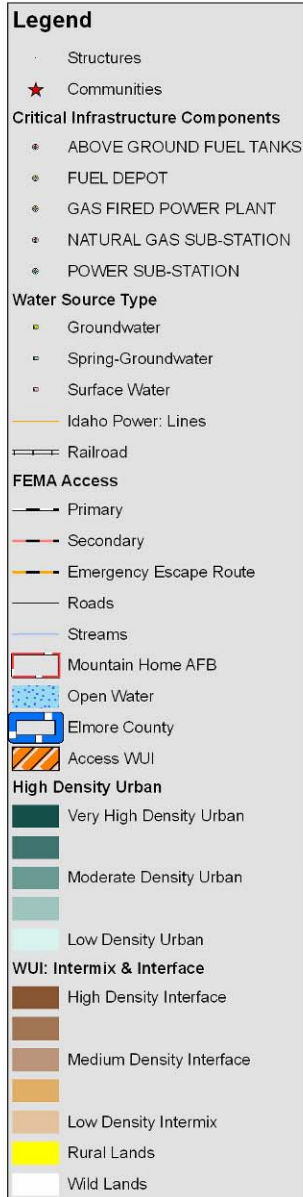 Legend
Structures
Communities
Critical Infrastructure Components
ABOVE GROUND FUEL TANKS
FUEL DEPOT
GAS FIRED POWER PLANT
NATURAL GAS SUB-STATION
POWER SUB-STATION
Water Source Type
Groundwater
Spring-Groundwater
Surface Water
Idaho Power: Lines
Railroad
FEMA Access
Primary
Secondary
Emergency Escape Route
Roads
Streams
Mountain Home AFB
Open Water
Elmore County
Access WUI
High Density Urban
Very High Density Urban
Moderate Density Urban
Low Density Urban
WUI: Intermix & Interface
High Density Interface
Medium Density Interface
Low Density Intermix
Rural Lands
Wild Lands